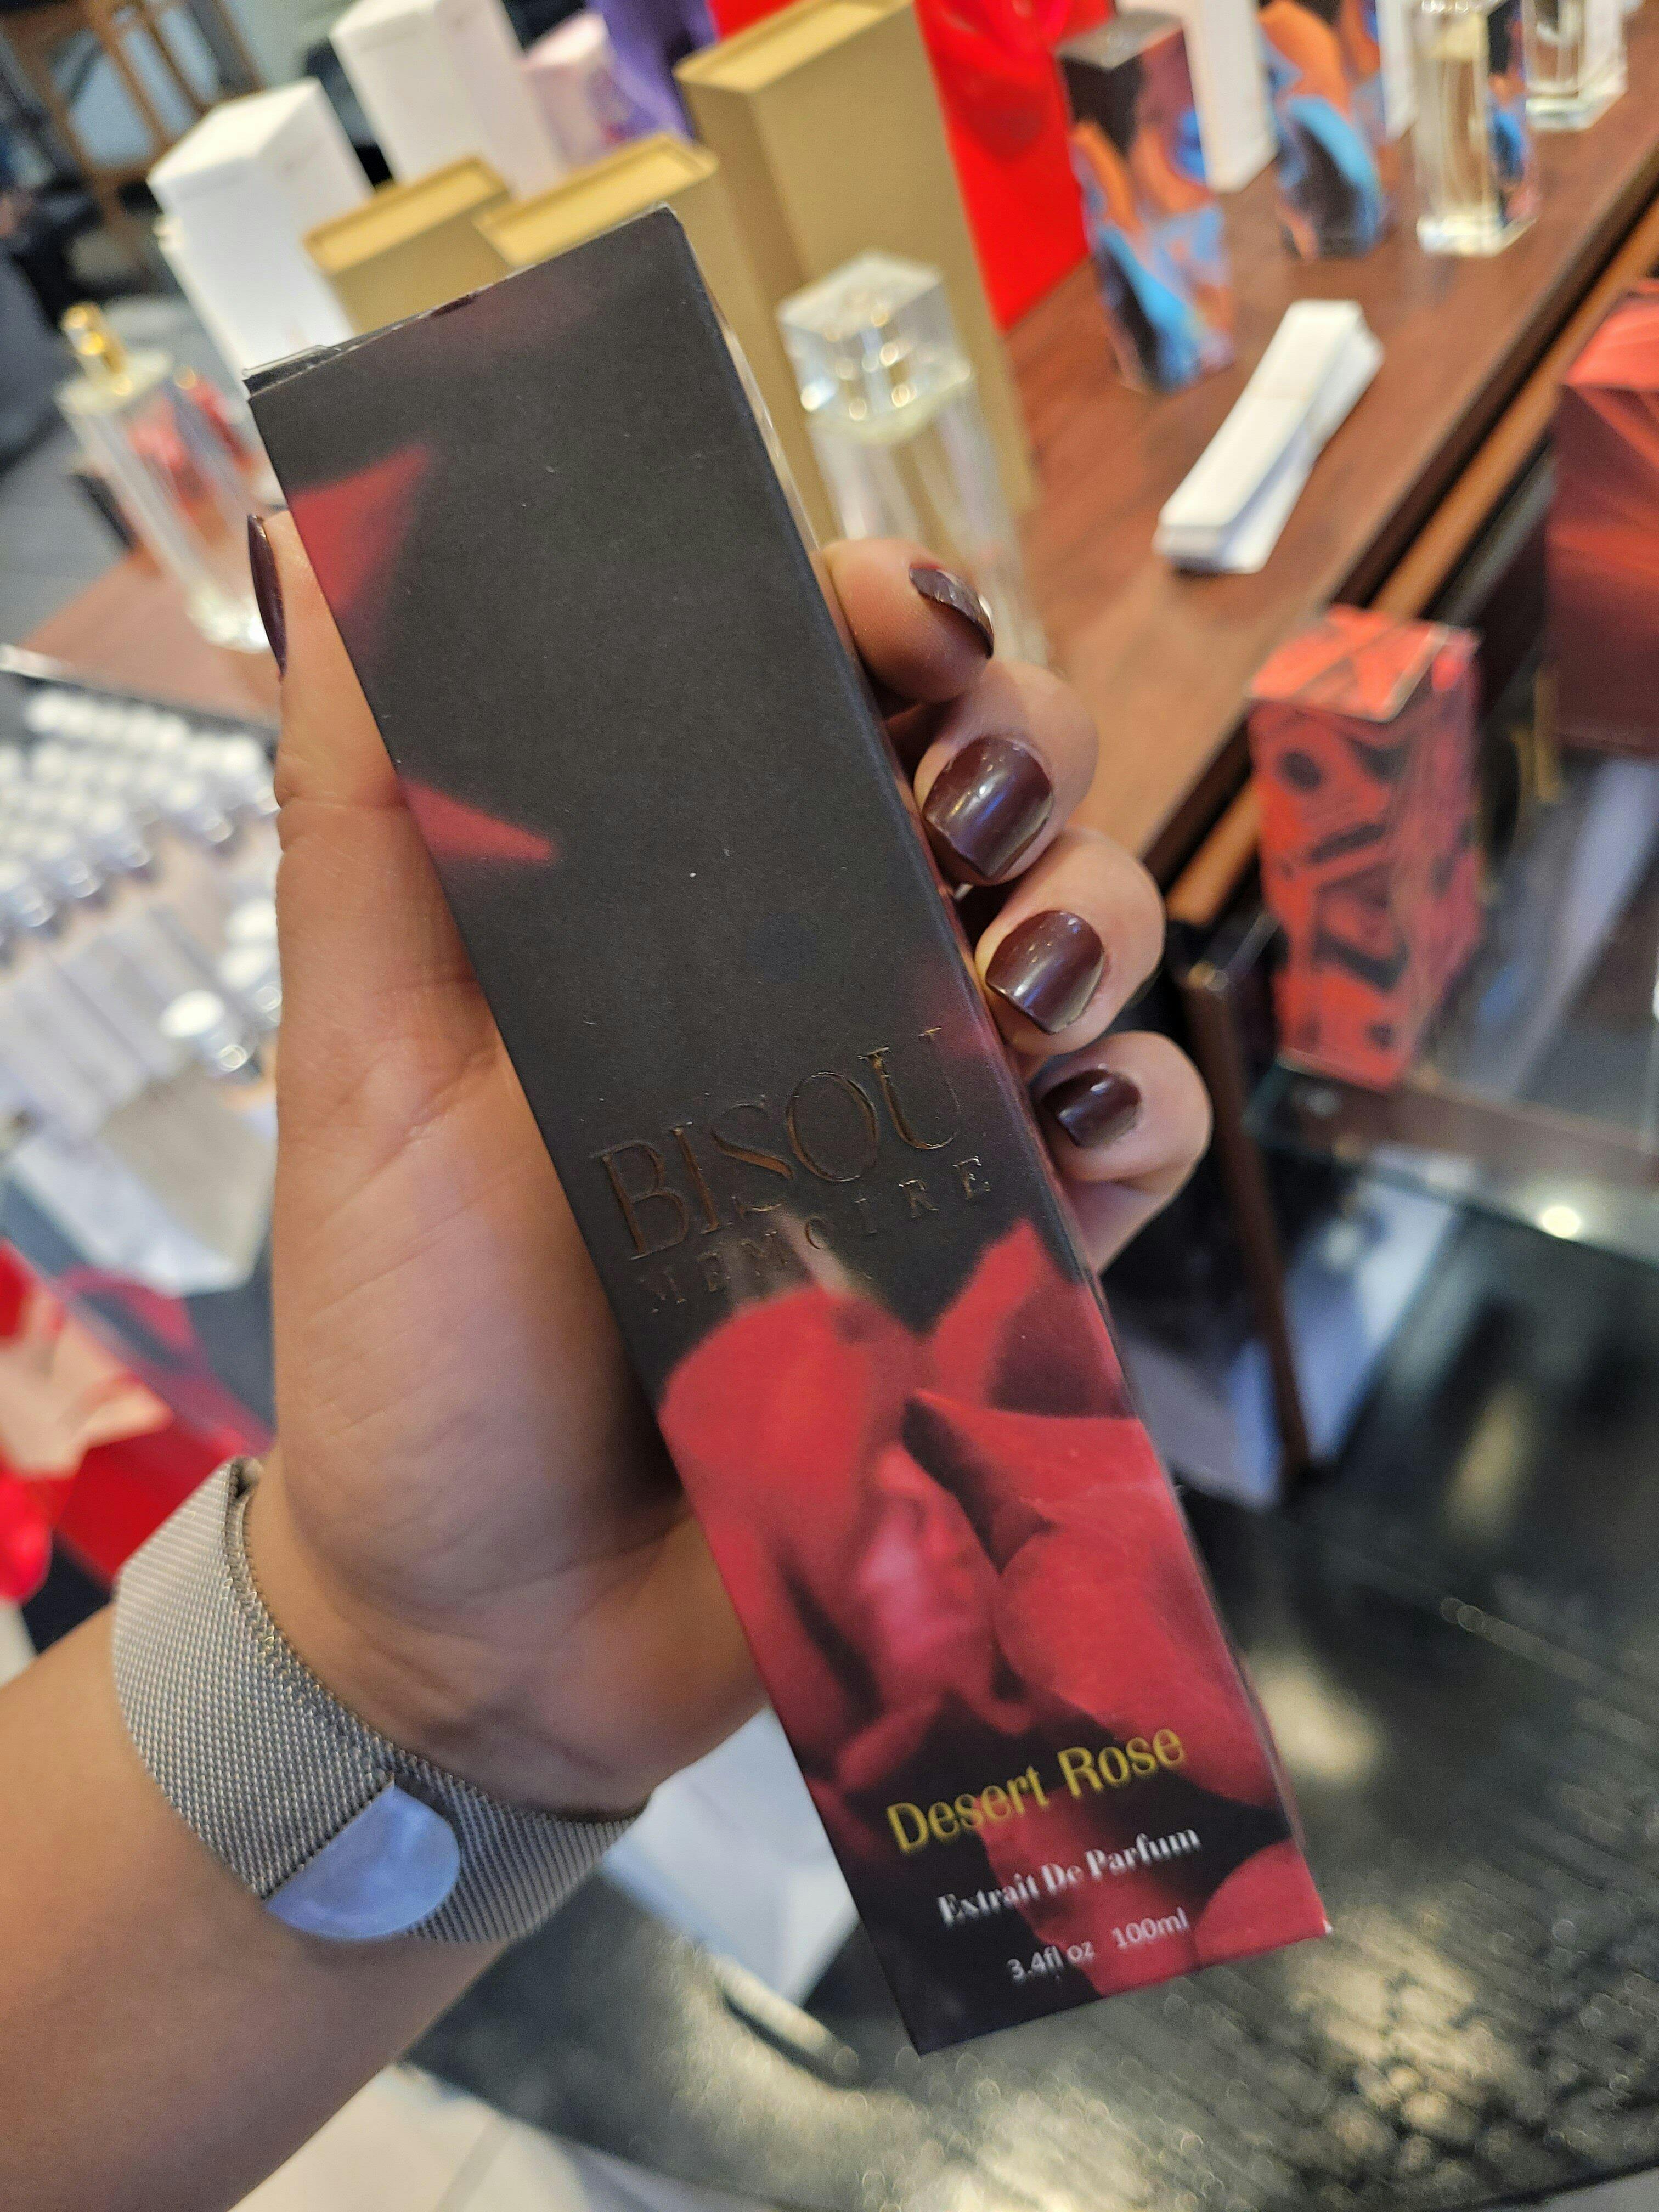 BISOU
MEMOIRE
Desert Rose
Extrait De Parfum
3.4fl oz 100ml